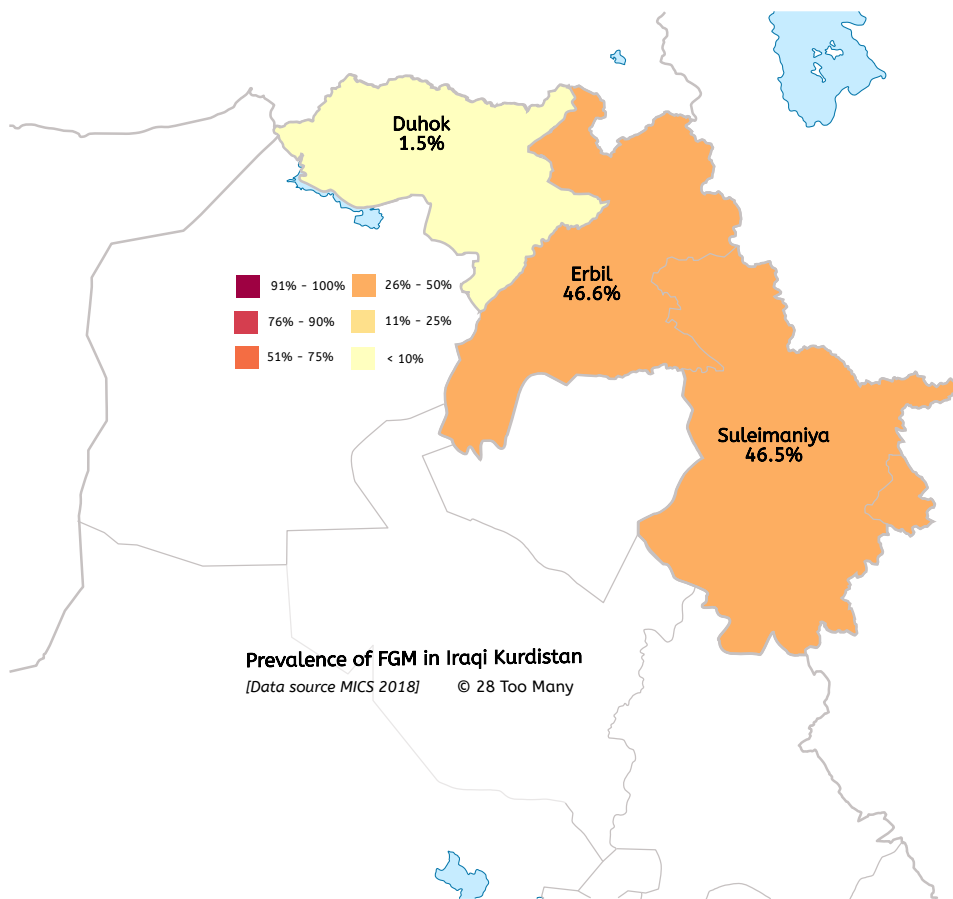 Duhok
1.5%
Erbil
46.6%
91% - 100%
26% - 50%
76% - 90%
11% - 25%
51% - 75%
< 10%
Suleimaniya
46.5%
Prevalence of FGM in Iraqi Kurdistan
[Data source MICS 2018] © 28 Too Many